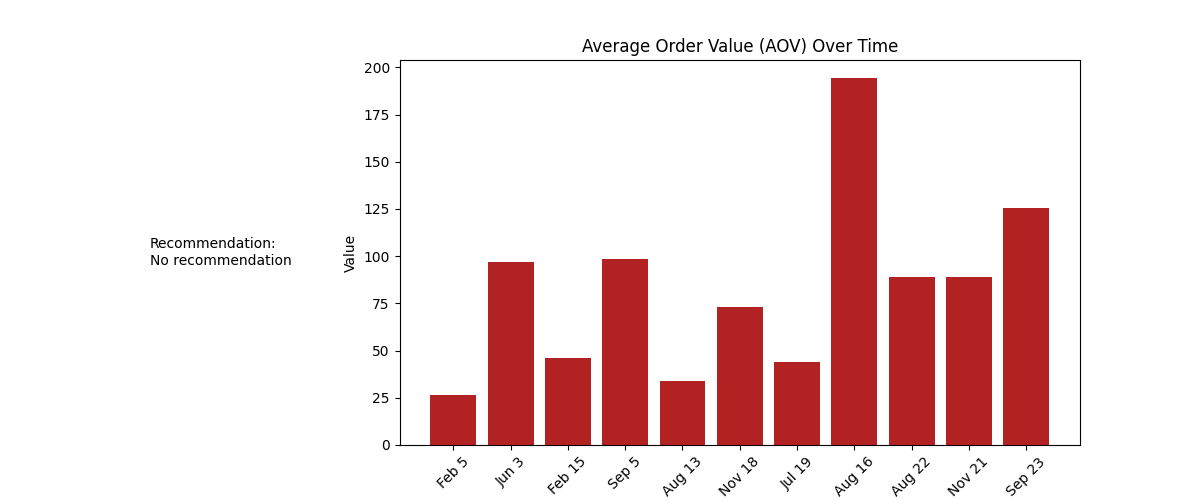 Average Order Value (AOV) Over Time
Recommendation:
No recommendation
Value
200
175
150
125
100
75
50
25
0
Feb 5
Jun 3
Feb 15
Sep 5
Aug 13
Nov 18
Jul 19
Aug 16
Aug 22
Nov 21
Sep 23